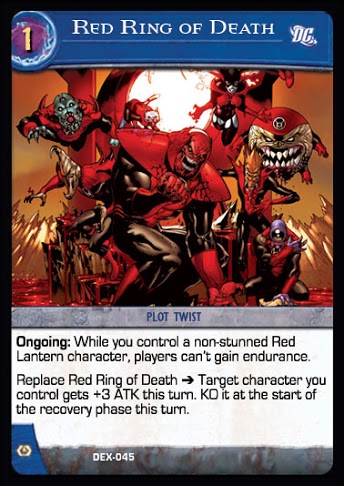 1
RED RING OF DEATH
DC
PLOT TWIST
Ongoing: While you control a non-stunned Red
Lantern character, players can't gain endurance.
Replace Red Ring of Death ➔ Target character you
control gets +3 ATK this turn. KO it at the start of
the recovery phase this turn.
DEX-045